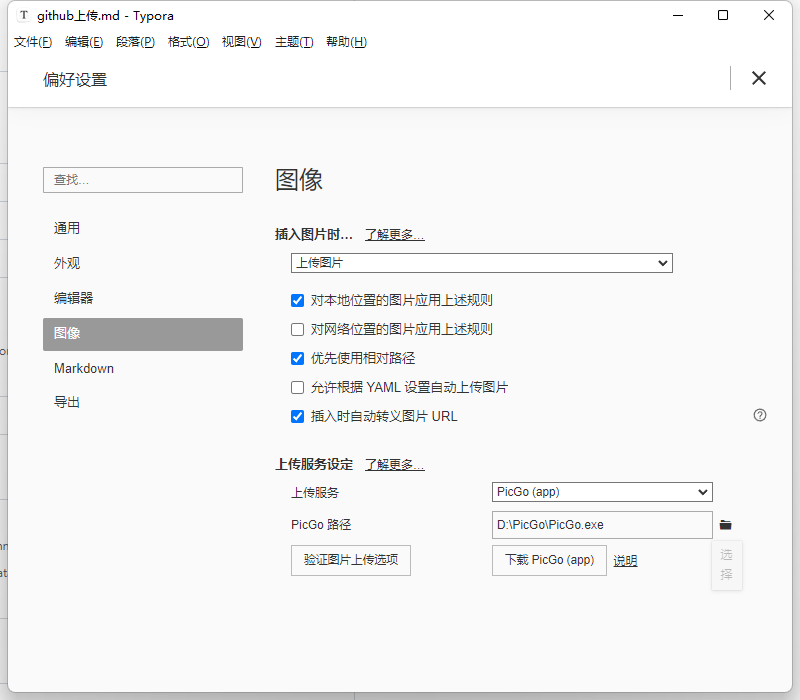 T github上传.md - Typora
文件(F) 编辑(E) 段落(P) 格式(O) 视图(V) 主题(T) 帮助(H)
偏好设置
查找...
图像
通用
外观
编辑器
图像
Markdown
导出
插入图片时... 了解更多...
上传图片
对本地位置的图片应用上述规则
对网络位置的图片应用上述规则
优先使用相对路径
允许根据 YAML 设置自动上传图片
插入时自动转义图片 URL
上传服务设定 了解更多...
上传服务 PicGo (app)
PicGo 路径 D:\PicGo\PicGo.exe
验证图片上传选项 下载 PicGo (app) 说明
选
择